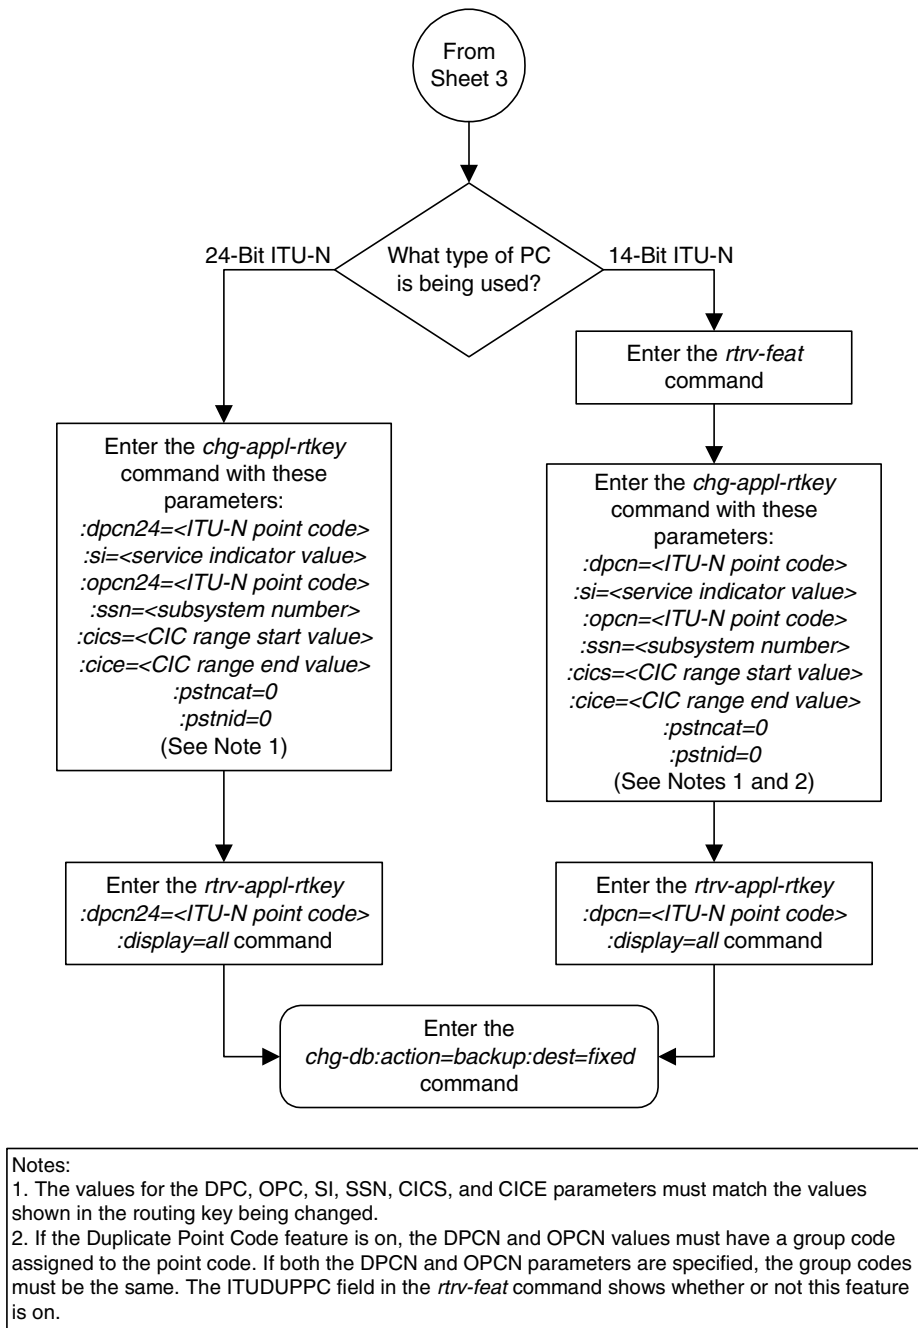 From
Sheet 3
What type of PC
is being used?
24-Bit ITU-N
14-Bit ITU-N
Enter the rtrv-feat
command
Enter the chg-appl-rtkey
command with these
parameters:
:dpcn24=<ITU-N point code>
:si=<service indicator value>
:opcn24=<ITU-N point code>
:ssn=<subsystem number>
:cics=<CIC range start value>
:cice=<CIC range end value>
:pstncat=0
:pstnid=0
(See Note 1)
Enter the chg-appl-rtkey
command with these
parameters:
:dpcn=<ITU-N point code>
:si=<service indicator value>
:opcn=<ITU-N point code>
:ssn=<subsystem number>
:cics=<CIC range start value>
:cice=<CIC range end value>
:pstncat=0
:pstnid=0
(See Notes 1 and 2)
Enter the rtrv-appl-rtkey
:dpcn24=<ITU-N point code>
:display=all command
Enter the rtrv-appl-rtkey
:dpcn=<ITU-N point code>
:display=all command
Enter the
chg-db:action=backup:dest=fixed
command
Notes:
1. The values for the DPC, OPC, SI, SSN, CICS, and CICE parameters must match the values
shown in the routing key being changed.
2. If the Duplicate Point Code feature is on, the DPCN and OPCN values must have a group code
assigned to the point code. If both the DPCN and OPCN parameters are specified, the group codes
must be the same. The ITUDUPPC field in the rtrv-feat command shows whether or not this feature
is on.